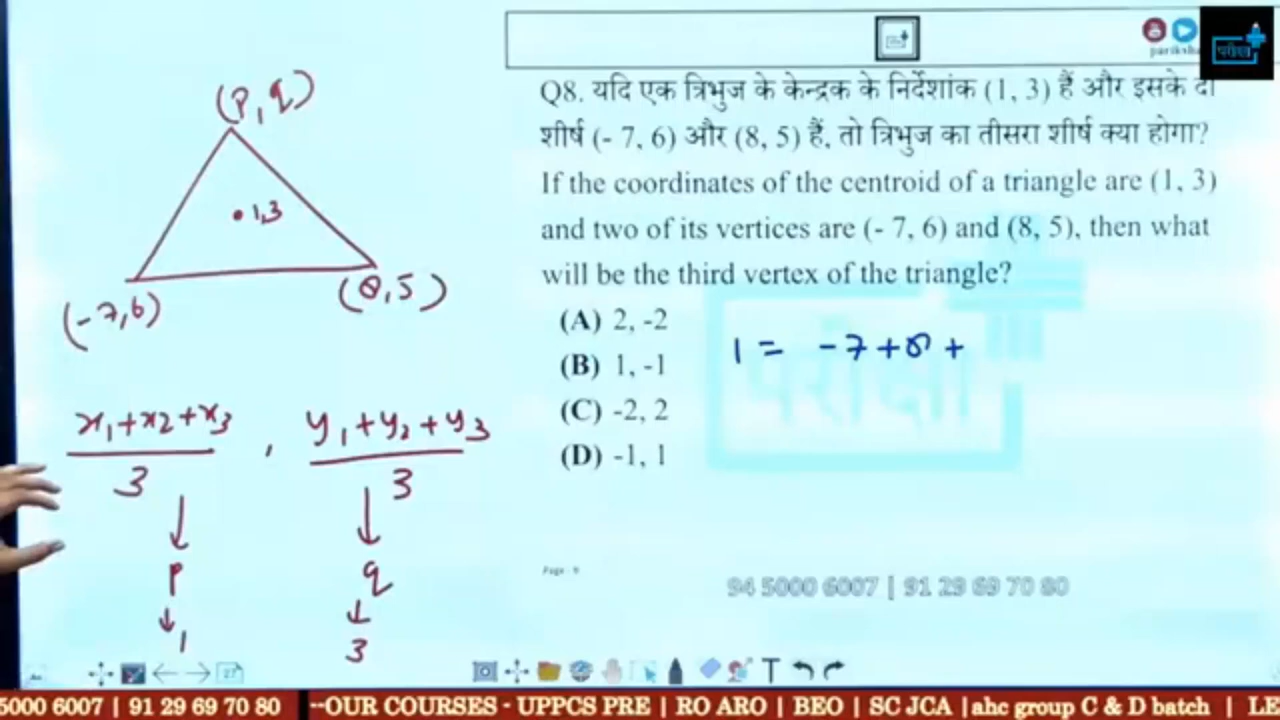 (p, q)
. 1,3
(-7,6)
(8,5)
x₁+x₂+x₃ , y₁+y₂+y₃
3 3
↓ ↓
p q
↓ ↓
1 3
परीक्षा
Q8. यदि एक त्रिभुज के केन्द्रक के निर्देशांक (1, 3) हैं और इसके दो
शीर्ष (- 7, 6) और (8, 5) हैं, तो त्रिभुज का तीसरा शीर्ष क्या होगा?
If the coordinates of the centroid of a triangle are (1, 3)
and two of its vertices are (- 7, 6) and (8, 5), then what
will be the third vertex of the triangle?
(A) 2, -2
(B) 1, -1
(C) -2, 2
(D) -1, 1
1 = -7+8+
परीक्षा
Page - 9
94 5000 6007 | 91 29 69 70 80
27
T
5000 6007 | 91 29 69 70 80 --OUR COURSES - UPPCS PRE | RO ARO | BEO | SC JCA |ahc group C & D batch | LE